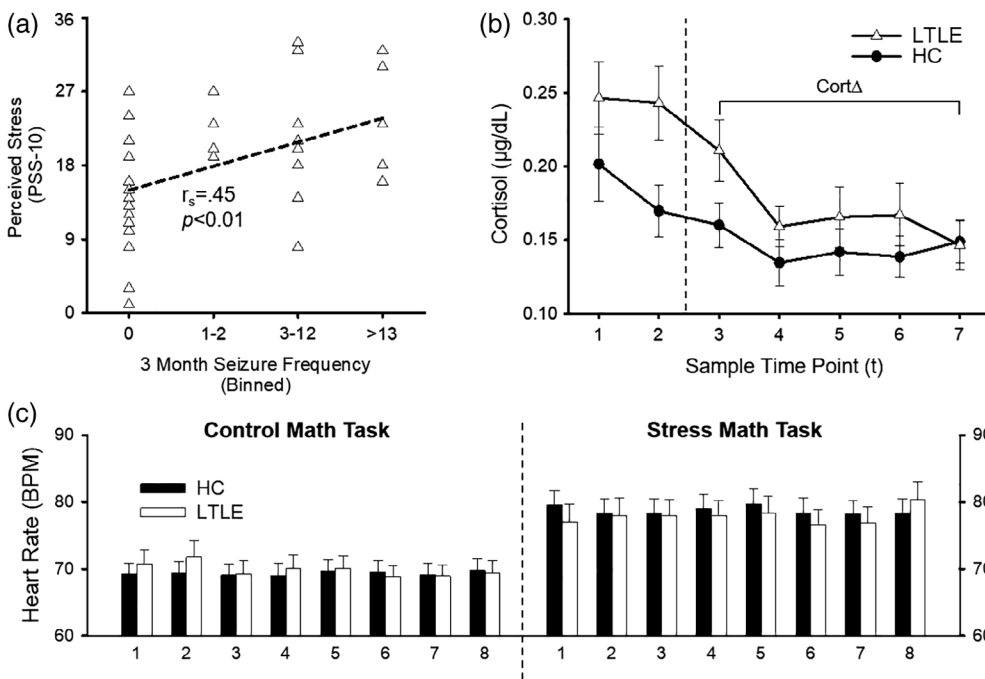 (a)
36
27
18
9
0
Perceived Stress
(PSS-10)
rs=.45
p<0.01
0 1-2 3-12 >13
3 Month Seizure Frequency
(Binned)
(b)
0.30
0.25
0.20
0.15
0.10
Cortisol (µg/dL)
LTLE
HC
CortΔ
1 2 3 4 5 6 7
Sample Time Point (t)
(c)
Control Math Task
Stress Math Task
90
80
70
60
Heart Rate (BPM)
HC
LTLE
90
80
70
60
1 2 3 4 5 6 7 8
1 2 3 4 5 6 7 8